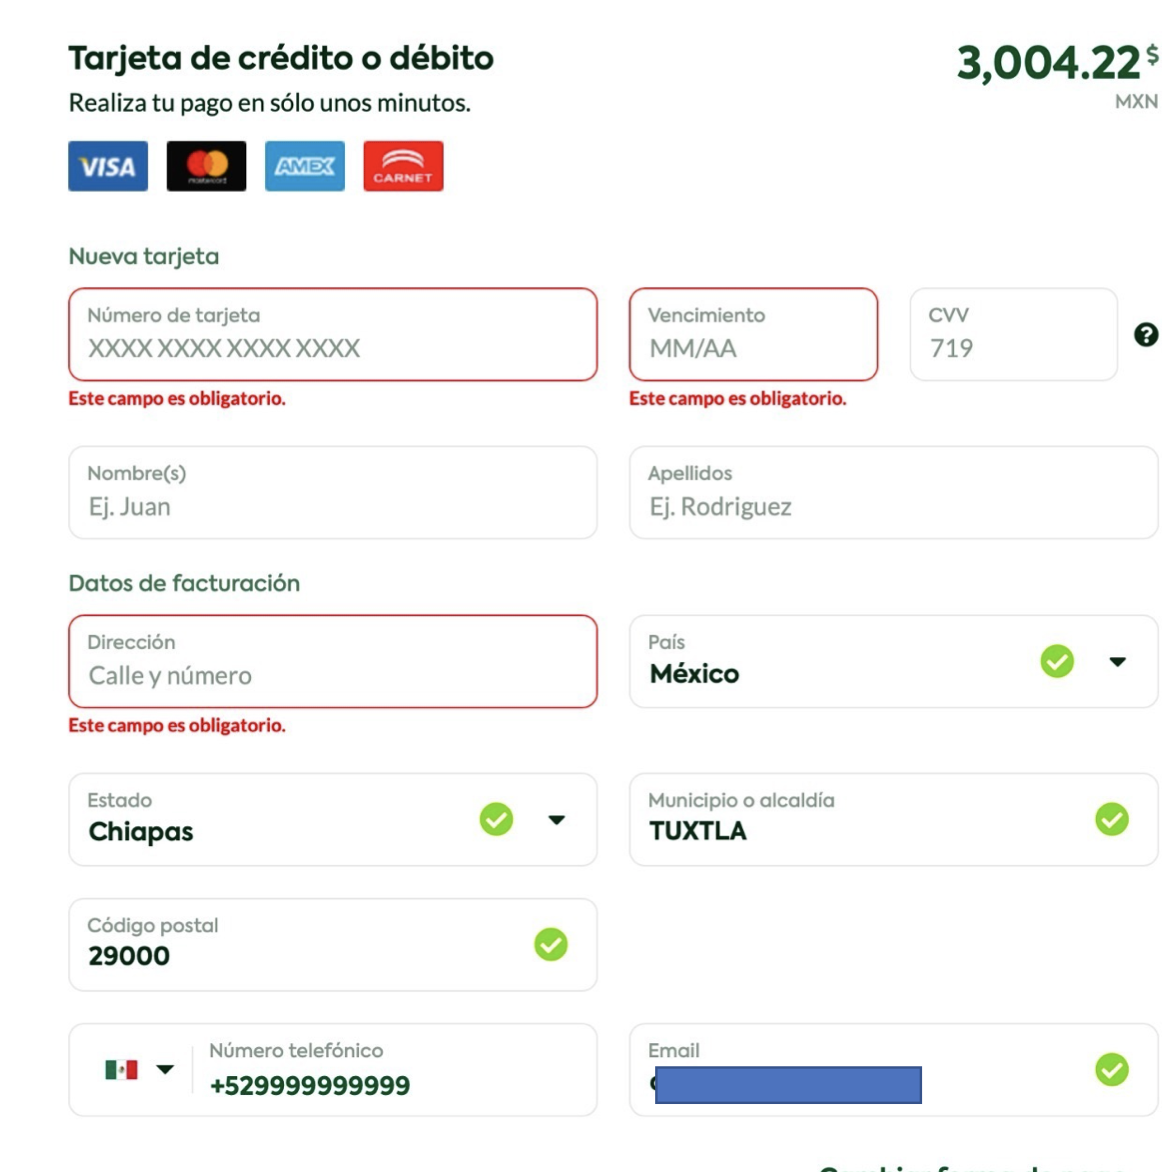 Tarjeta de crédito o débito
3,004.22 $
Realiza tu pago en sólo unos minutos.
MXN
VISA mastercard AMEX CARNET
Nueva tarjeta
Número de tarjeta
XXXX XXXX XXXX XXXX
Este campo es obligatorio.
Vencimiento
MM/AA
Este campo es obligatorio.
CVV
719
?
Nombre(s)
Ej. Juan
Apellidos
Ej. Rodriguez
Datos de facturación
Dirección
Calle y número
Este campo es obligatorio.
País
México
Estado
Chiapas
Municipio o alcaldía
TUXTLA
Código postal
29000
Número telefónico
+529999999999
Email